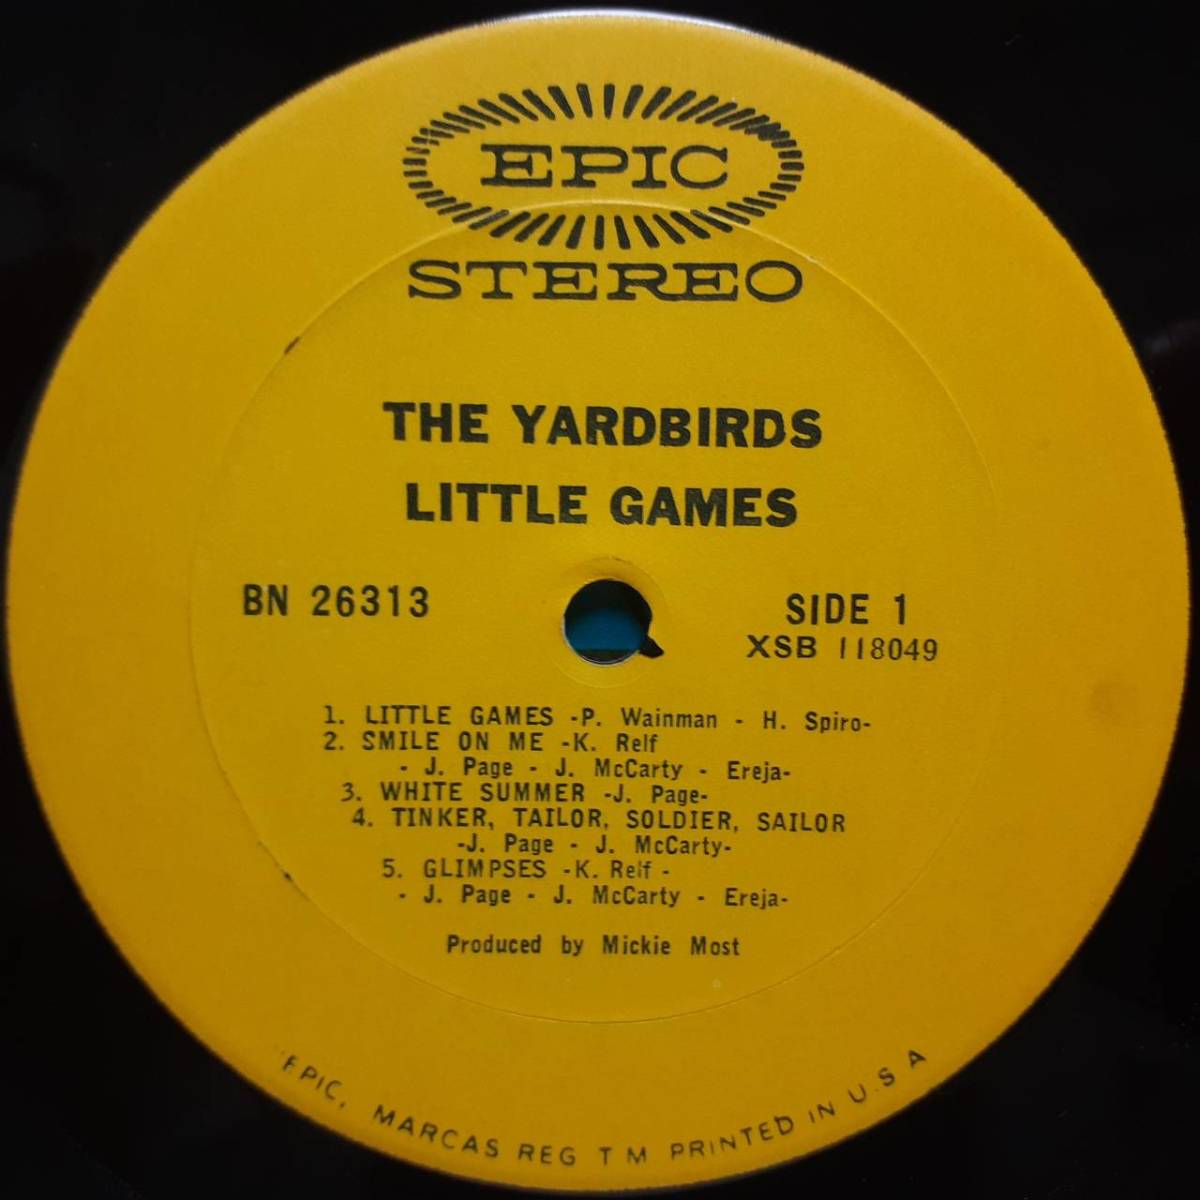 EPIC
STEREO
THE YARDBIRDS
LITTLE GAMES
BN 26313
SIDE 1
XSB 118049
1. LITTLE GAMES -P. Wainman - H. Spiro-
2. SMILE ON ME -K. Relf
- J. Page - J. McCarty - Ereja-
3. WHITE SUMMER -J. Page-
4. TINKER, TAILOR, SOLDIER, SAILOR
-J. Page - J. McCarty-
5. GLIMPSES -K. Relf -
- J. Page - J. McCarty - Ereja-
Produced by Mickie Most
EPIC, MARCAS REG T M PRINTED IN U.S A